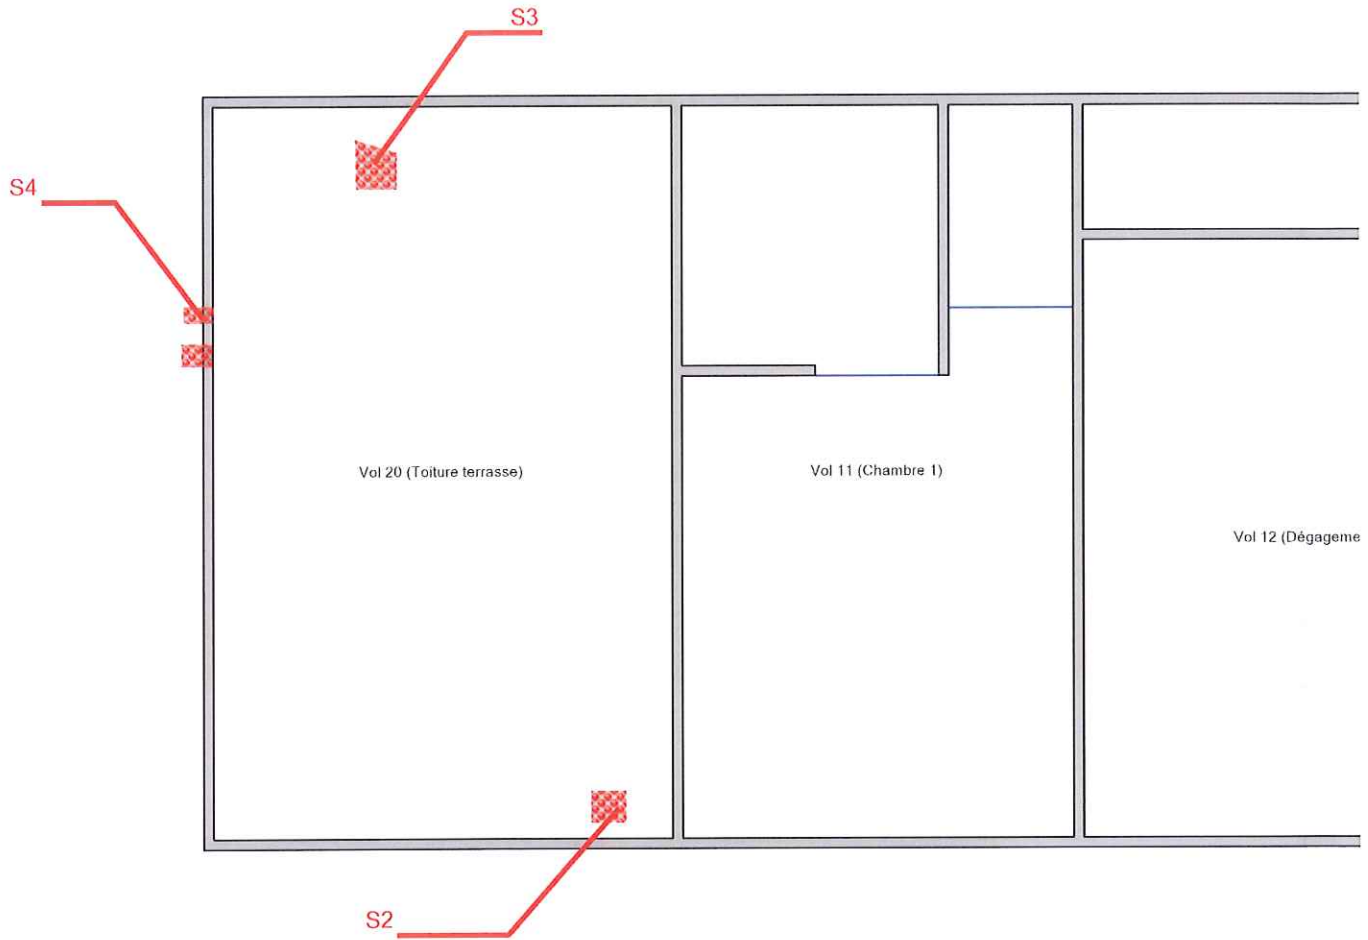 S3
S4
Vol 20 (Toiture terrasse)
Vol 11 (Chambre 1)
Vol 12 (Dégageme
S2